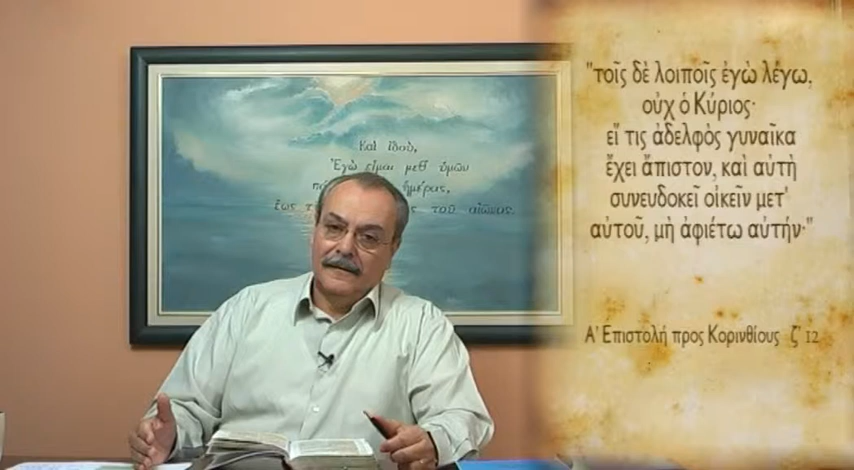 Καὶ ἰδού,
Ἐγὼ εἶμαι μεθ' ὑμῶν
ἡμέρας,
τοῦ αἰῶνας.
"τοῖς δὲ λοιποῖς ἐγὼ λέγω,
οὐχ ὁ Κύριος·
εἴ τις ἀδελφὸς γυναῖκα
ἔχει ἄπιστον, καὶ αὐτὴ
συνευδοκεῖ οἰκεῖν μετ'
αὐτοῦ, μὴ ἀφιέτω αὐτήν·"
Α' Επιστολή προς Κορινθίους ζ' 12